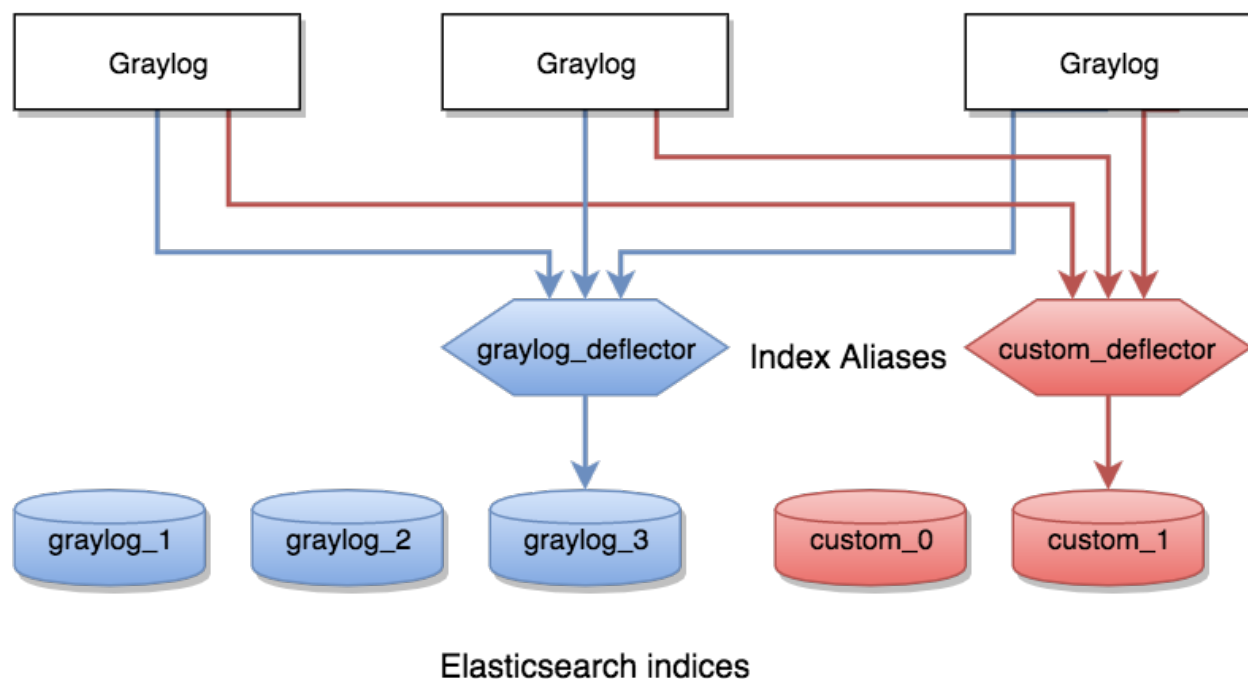 Graylog
Graylog
Graylog
graylog_deflector
Index Aliases
custom_deflector
graylog_1
graylog_2
graylog_3
custom_0
custom_1
Elasticsearch indices